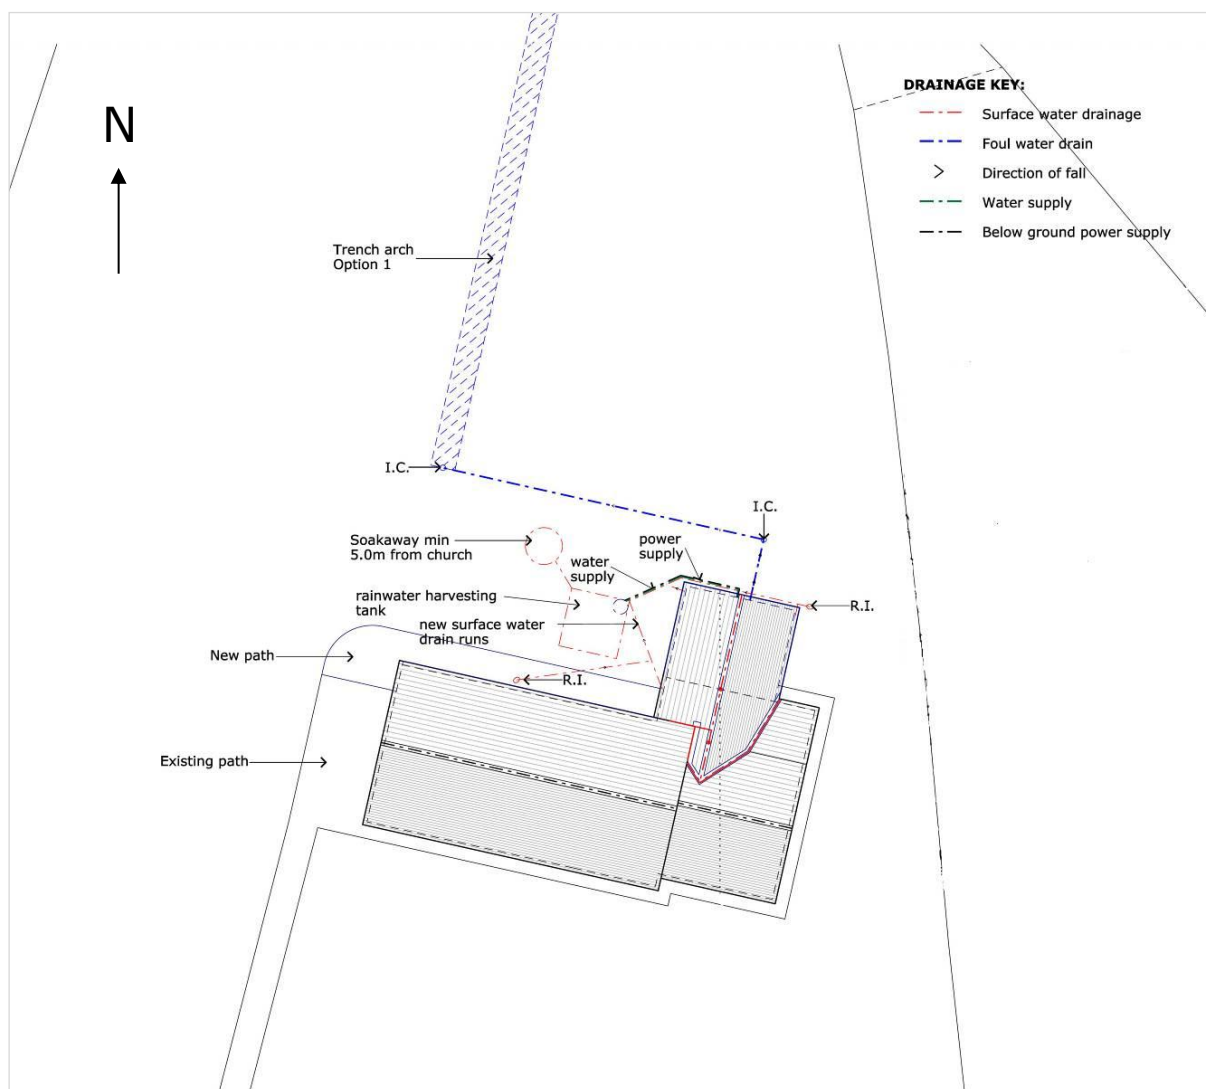 N
DRAINAGE KEY:
Surface water drainage
Foul water drain
Direction of fall
Water supply
Below ground power supply
Trench arch
Option 1
I.C.
I.C.
Soakaway min
5.0m from church
power
supply
water
supply
rainwater harvesting
tank
R.I.
new surface water
drain runs
New path
R.I.
Existing path